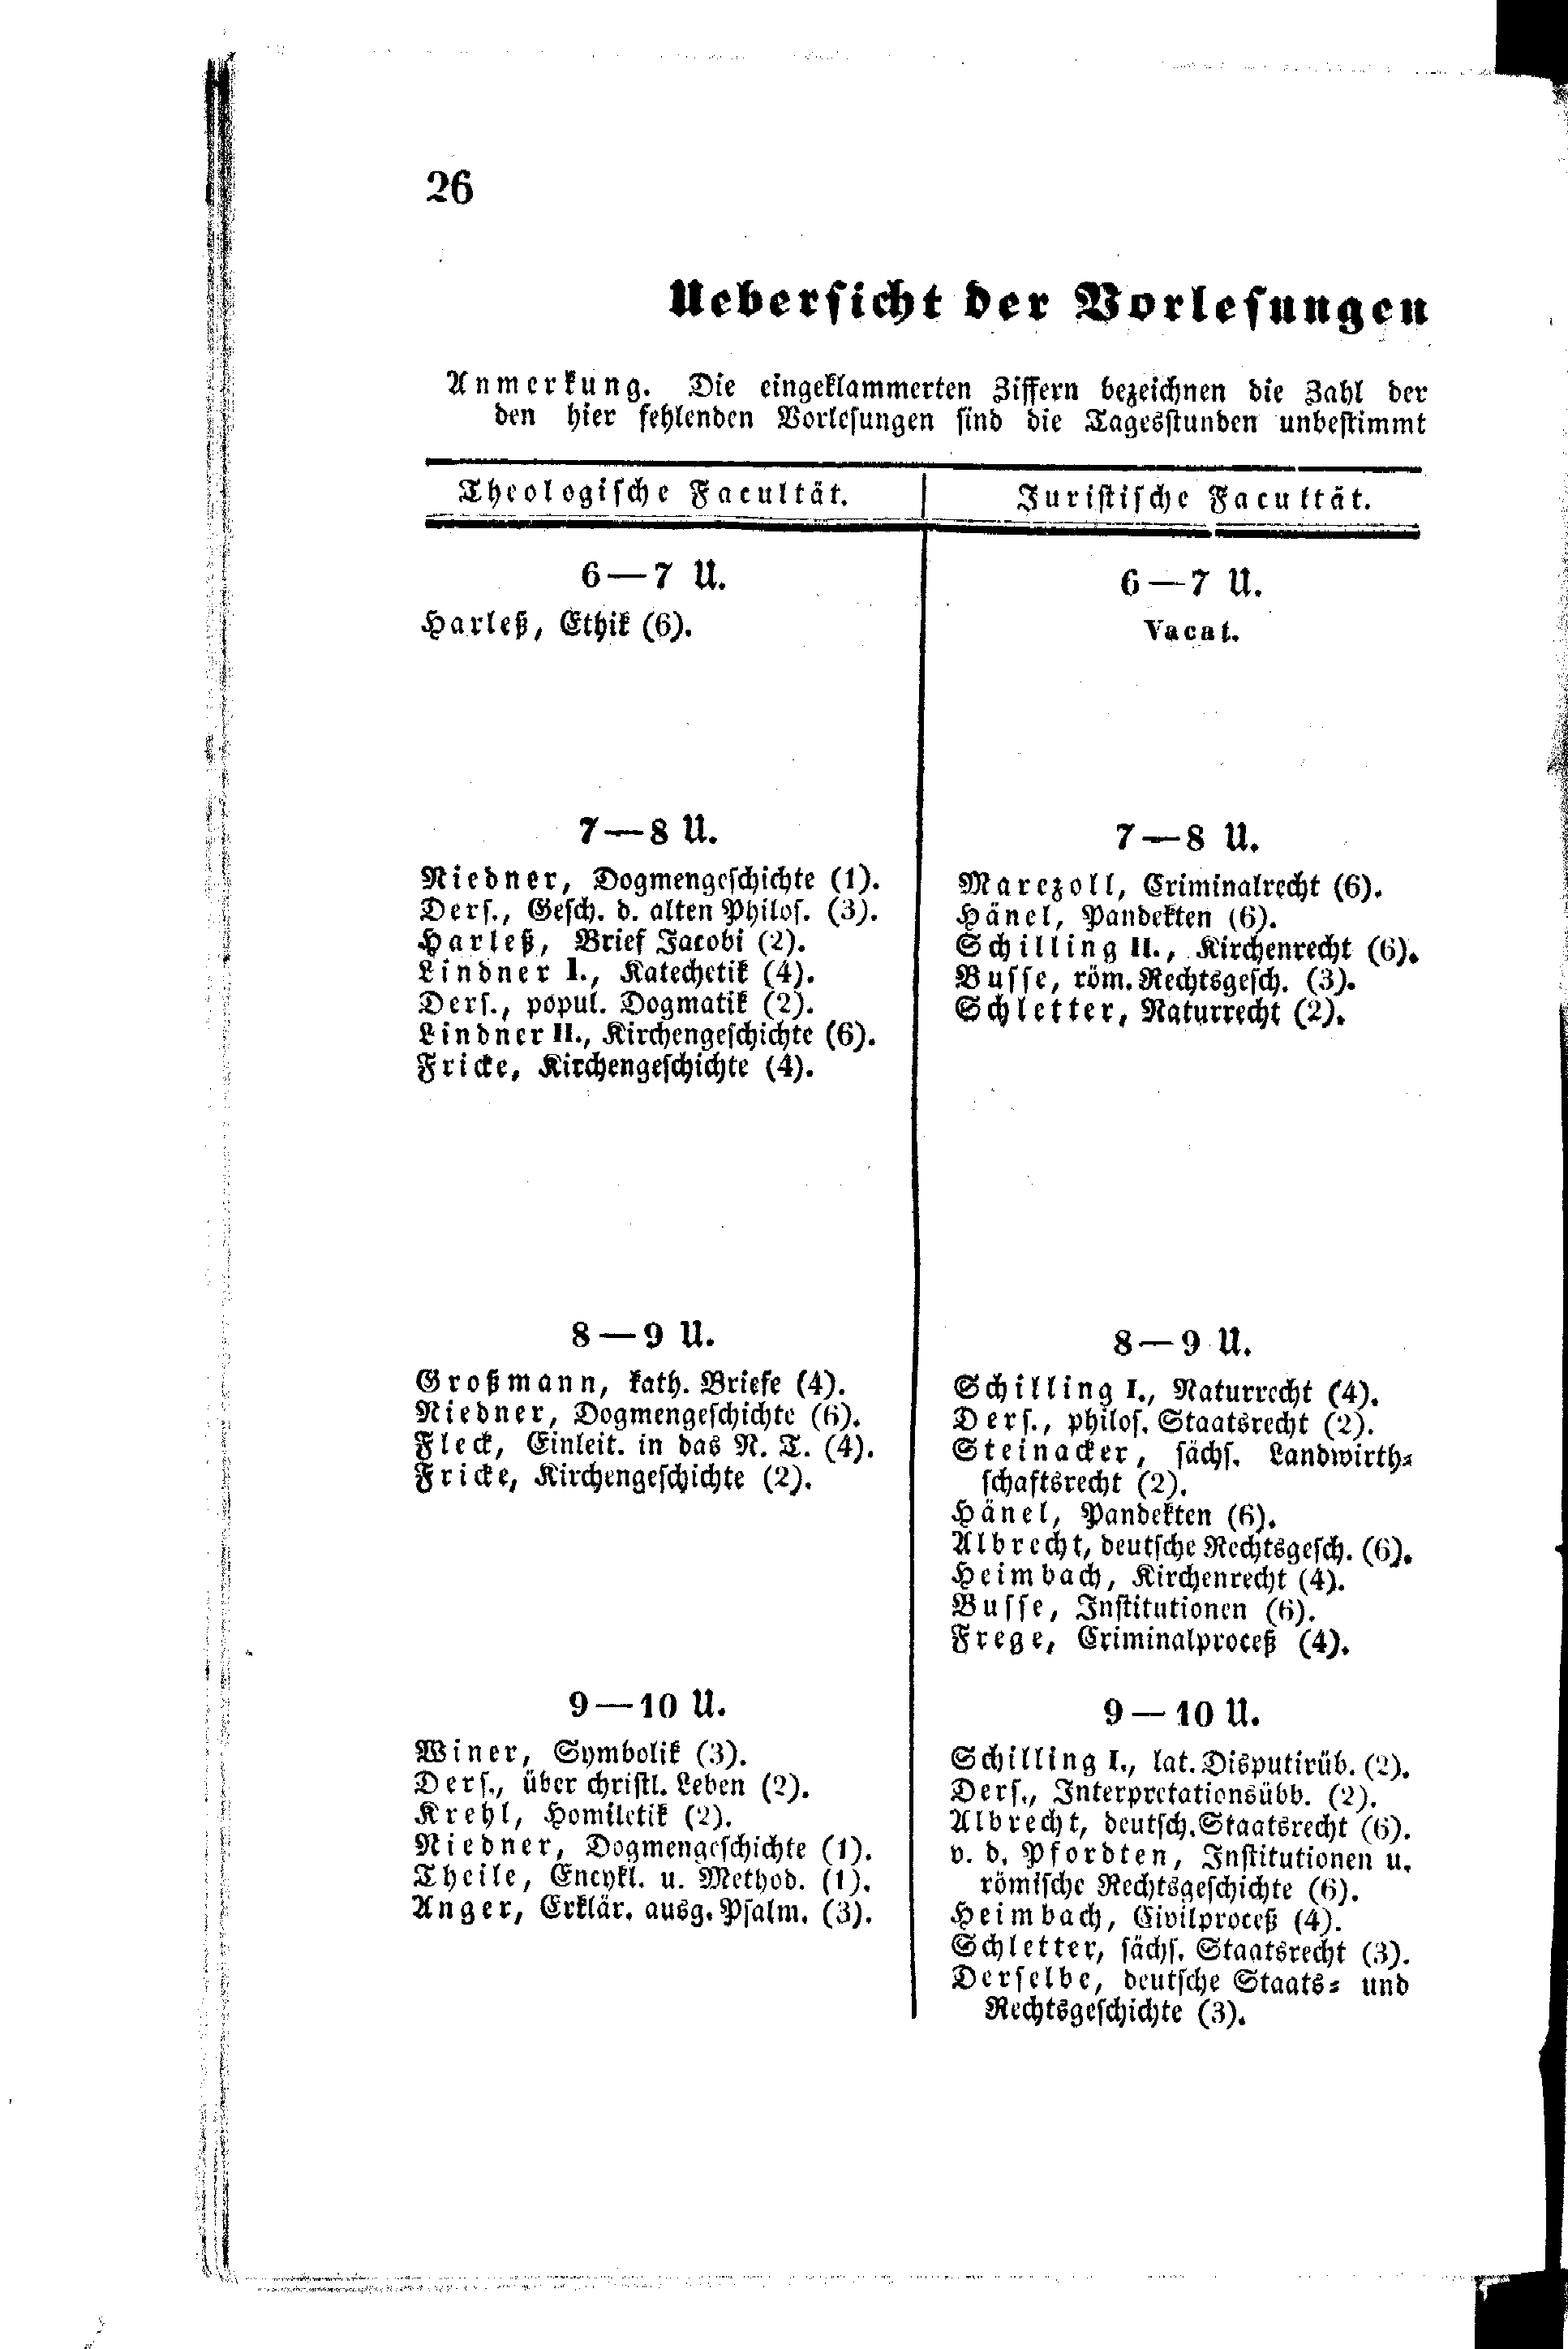 26
Uebersicht der Vorlesungen
Anmerkung. Die eingeklammerten Ziffern bezeichnen die Zahl der
den hier fehlenden Vorlesungen sind die Tagesstunden unbestimmt
Theologische Facultät.
6—7 U.
Harleß, Ethik (6).
7—8 U.
Niedner, Dogmengeschichte (1).
Ders., Gesch. d. alten Philos. (3).
Harleß, Brief Jacobi (2).
Lindner I., Katechetik (4).
Ders., popul. Dogmatik (2).
Lindner II., Kirchengeschichte (6).
Fricke, Kirchengeschichte (4).
8—9 U.
Großmann, kath. Briefe (4).
Niedner, Dogmengeschichte (6).
Fleck, Einleit. in das N. T. (4).
Fricke, Kirchengeschichte (2).
9—10 U.
Winer, Symbolik (3).
Ders., über christl. Leben (2).
Krehl, Homiletik (2).
Niedner, Dogmengeschichte (1).
Theile, Encykl. u. Method. (1).
Anger, Erklär. ausg. Psalm. (3).
Juristische Facultät.
6—7 U.
Vacat.
7—8 U.
Marezoll, Criminalrecht (6).
Hänel, Pandekten (6).
Schilling II., Kirchenrecht (6).
Busse, röm. Rechtsgesch. (3).
Schletter, Naturrecht (2).
8—9 U.
Schilling I., Naturrecht (4).
Ders., philos. Staatsrecht (2).
Steinacker, sächs. Landwirth-
schaftsrecht (2).
Hänel, Pandekten (6).
Albrecht, deutsche Rechtsgesch. (6).
Heimbach, Kirchenrecht (4).
Busse, Institutionen (6).
Frege, Criminalproceß (4).
9—10 U.
Schilling I., lat. Disputirüb. (2).
Ders., Interpretationsübb. (2).
Albrecht, deutsch. Staatsrecht (6).
v. d. Pfordten, Institutionen u.
römische Rechtsgeschichte (6).
Heimbach, Civilproceß (4).
Schletter, sächs. Staatsrecht (3).
Derselbe, deutsche Staats- und
Rechtsgeschichte (3).